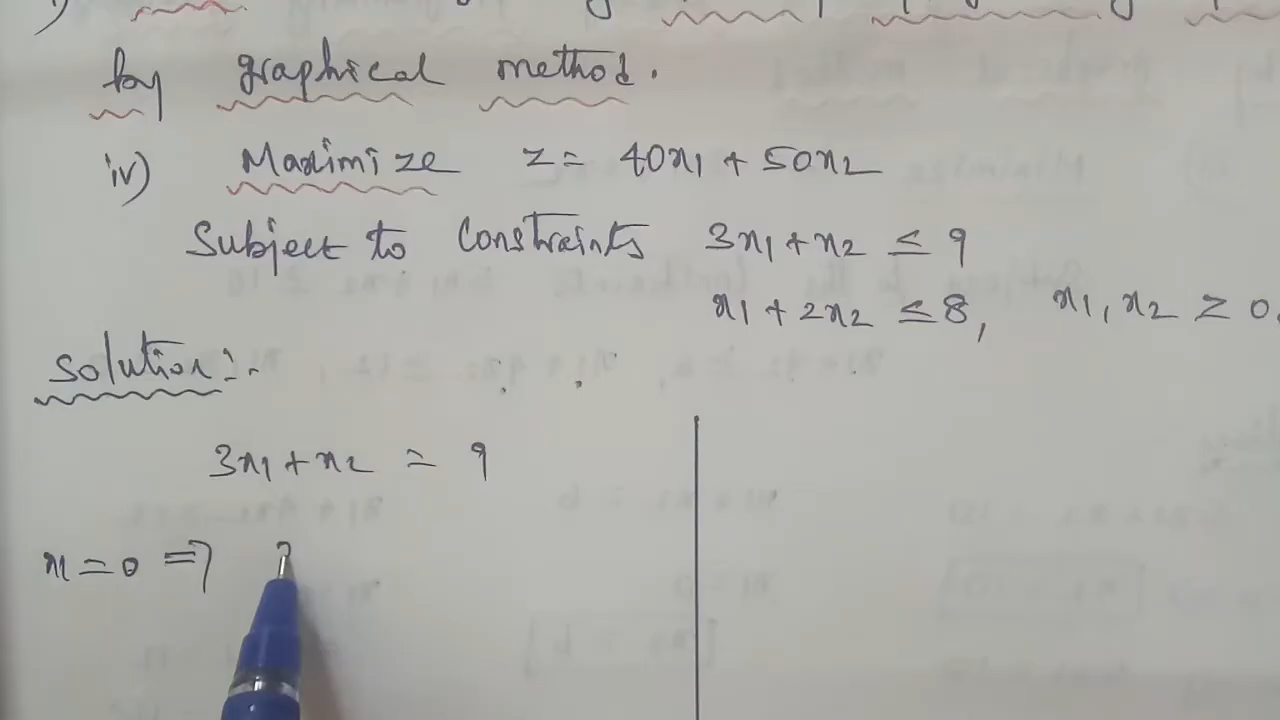 by graphical method.
iv) Maximize z = 40x1 + 50x2
Subject to Constraints 3x1 + x2 ≤ 9
x1 + 2x2 ≤ 8, x1, x2 ≥ 0.
Solution:-
3x1 + x2 = 9
x1 = 0 ⇒